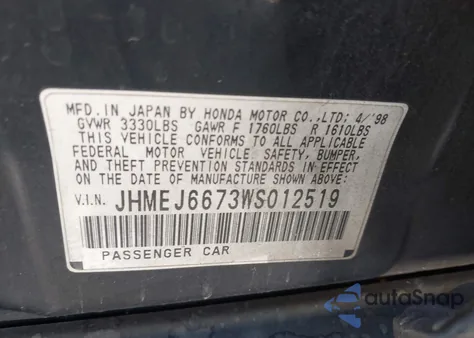 MFD. IN JAPAN BY HONDA MOTOR CO.,LTD: 4/'98
GVWR 3330LBS GAWR F 1760LBS R 1610LBS
THIS VEHICLE CONFORMS TO ALL APPLICABLE
FEDERAL MOTOR VEHICLE SAFETY, BUMPER,
AND THEFT PREVENTION STANDARDS IN EFFECT
ON THE DATE OF MANUFACTURE SHOWN ABOVE.
V.I.N. JHMEJ6673WS012519
PASSENGER CAR
autoSnap